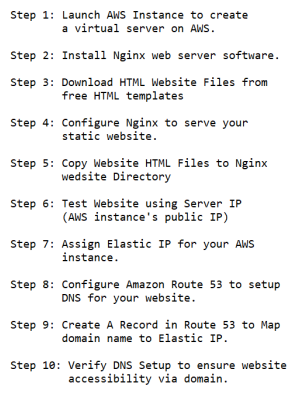 Step 1: Launch AWS Instance to create
a virtual server on AWS.
Step 2: Install Nginx web server software.
Step 3: Download HTML Website Files from
free HTML templates
Step 4: Configure Nginx to serve your
static website.
Step 5: Copy Website HTML Files to Nginx
wedsite Directory
Step 6: Test Website using Server IP
(AWS instance's public IP)
Step 7: Assign Elastic IP for your AWS
instance.
Step 8: Configure Amazon Route 53 to setup
DNS for your website.
Step 9: Create A Record in Route 53 to Map
domain name to Elastic IP.
Step 10: Verify DNS Setup to ensure website
accessibility via domain.